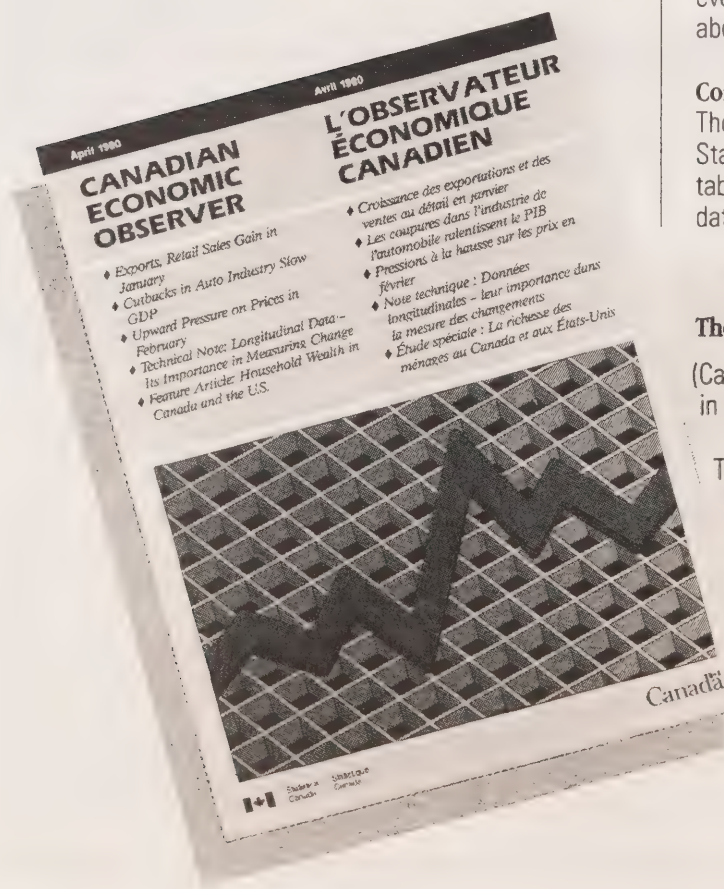 April 1990
CANADIAN
ECONOMIC
OBSERVER
♦ Exports, Retail Sales Gain in
January
♦ Cutbacks in Auto Industry Slow
GDP
♦ Upward Pressure on Prices in
February
♦ Technical Note: Longitudinal Data:-
Its Importance in Measuring Change
♦ Feature Article: Household Wealth in
Canada and the U.S.
Avril 1990
L'OBSERVATEUR
ÉCONOMIQUE
CANADIEN
♦ Croissance des exportations et des
ventes au détail en janvier
♦ Les coupures dans l'industrie de
l'automobile ralentissent le PIB
♦ Pressions à la hausse sur les prix en
février
♦ Note technique : Données
longitudinales - leur importance dans
la mesure des changements
♦ Étude spéciale : La richesse des
ménages au Canada et aux États-Unis
Statistics Statistique
Canada Canada
Canada
abo
Co
The
Sta
tab
da
The
(Ca
in
T